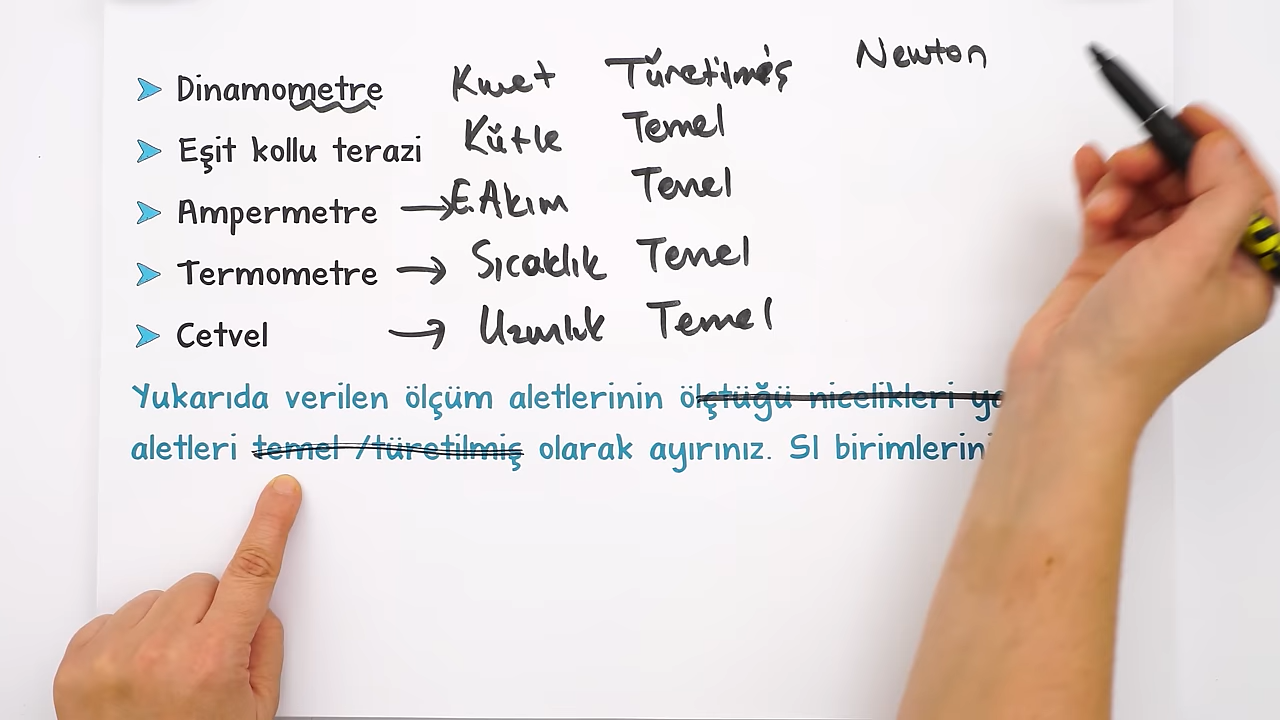 Dinamometre Kuvvet Türetilmiş Newton
Eşit kollu terazi Kütle Temel
Ampermetre → E.Akım Temel
Termometre → Sıcaklık Temel
Cetvel → Uzunluk Temel
Yukarıda verilen ölçüm aletlerinin ölçtüğü nicelikleri
aletleri temel /türetilmiş olarak ayırınız. SI